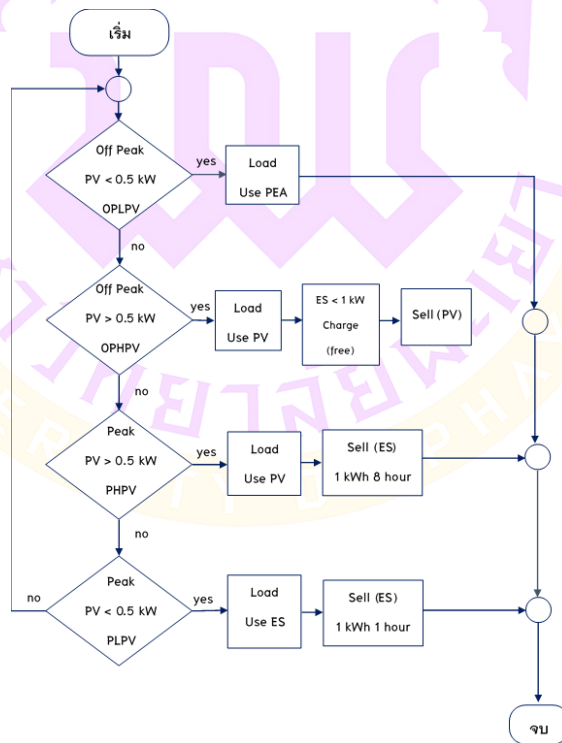 เริ่ม
Off Peak
PV < 0.5 kW
OPLPV
yes
Load
Use PEA
no
Off Peak
PV > 0.5 kW
OPHPV
yes
Load
Use PV
ES < 1 kW
Charge
(free)
Sell (PV)
no
Peak
PV > 0.5 kW
PHPV
yes
Load
Use PV
Sell (ES)
1 kWh 8 hour
no
no
Peak
PV < 0.5 kW
PLPV
yes
Load
Use ES
Sell (ES)
1 kWh 1 hour
จบ